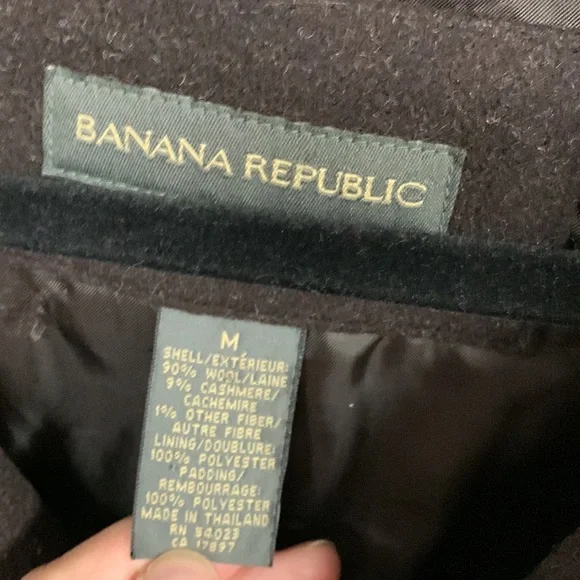 BANANA REPUBLIC
M
SHELL/EXTÉRIEUR:
90% WOOL/LAINE
9% CASHMERE/
CACHEMIRE
1% OTHER FIBER/
AUTRE FIBRE
LINING/DOUBLURE:
100% POLYESTER
PADDING/
REMBOURRAGE:
100% POLYESTER
MADE IN THAILAND
RN 54023
CA 17897